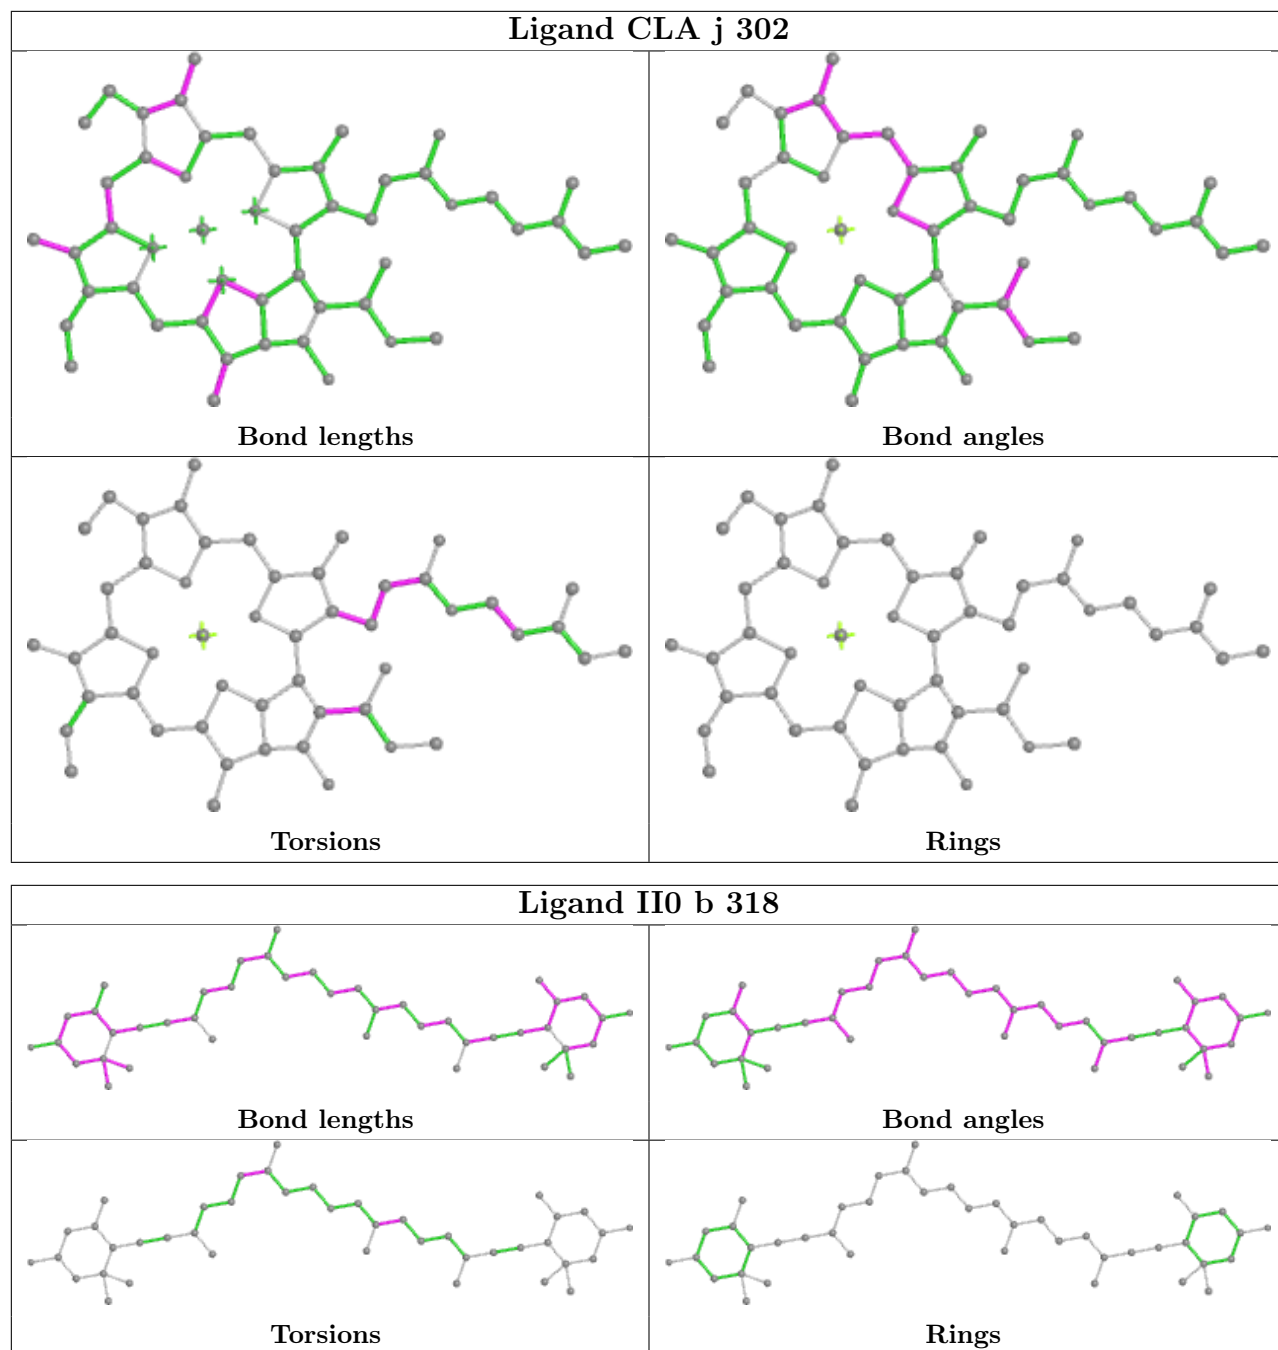 Ligand CLA j 302
Bond lengths
Bond angles
Torsions
Rings
Ligand II0 b 318
Bond lengths
Bond angles
Torsions
Rings